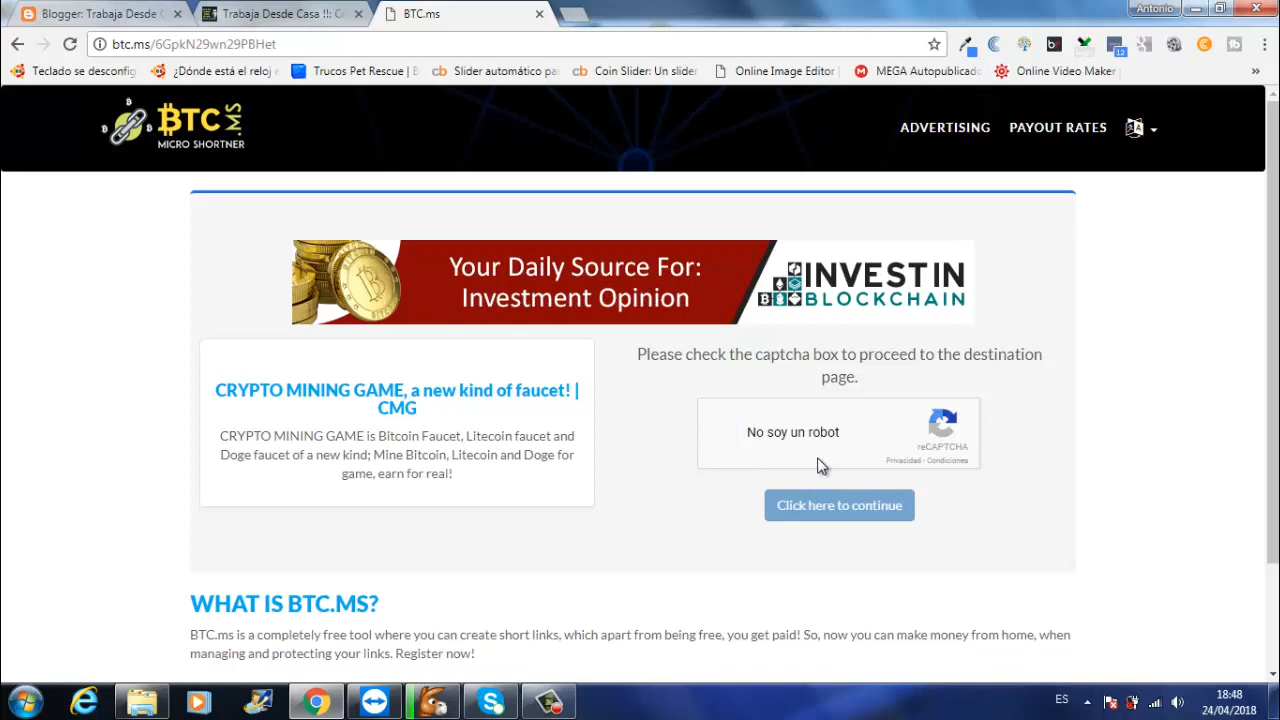 Blogger: Trabaja Desde C
Trabaja Desde Casa !!: C
BTC.ms
Antonio
btc.ms/6GpkN29wn29PBHet
12
Teclado se desconfig
¿Dónde está el reloj
Trucos Pet Rescue | B
cb Slider automático pa
cb Coin Slider: Un slider
Online Image Editor
MEGA Autopublicado
Online Video Maker
»
BTC.MS
MICRO SHORTNER
ADVERTISING
PAYOUT RATES
Your Daily Source For:
Investment Opinion
INVEST IN
BLOCKCHAIN
CRYPTO MINING GAME, a new kind of faucet! |
CMG
CRYPTO MINING GAME is Bitcoin Faucet, Litecoin faucet and
Doge faucet of a new kind; Mine Bitcoin, Litecoin and Doge for
game, earn for real!
Please check the captcha box to proceed to the destination
page.
No soy un robot
reCAPTCHA
Privacidad - Condiciones
Click here to continue
WHAT IS BTC.MS?
BTC.ms is a completely free tool where you can create short links, which apart from being free, you get paid! So, now you can make money from home, when
managing and protecting your links. Register now!
ES
18:48
24/04/2018